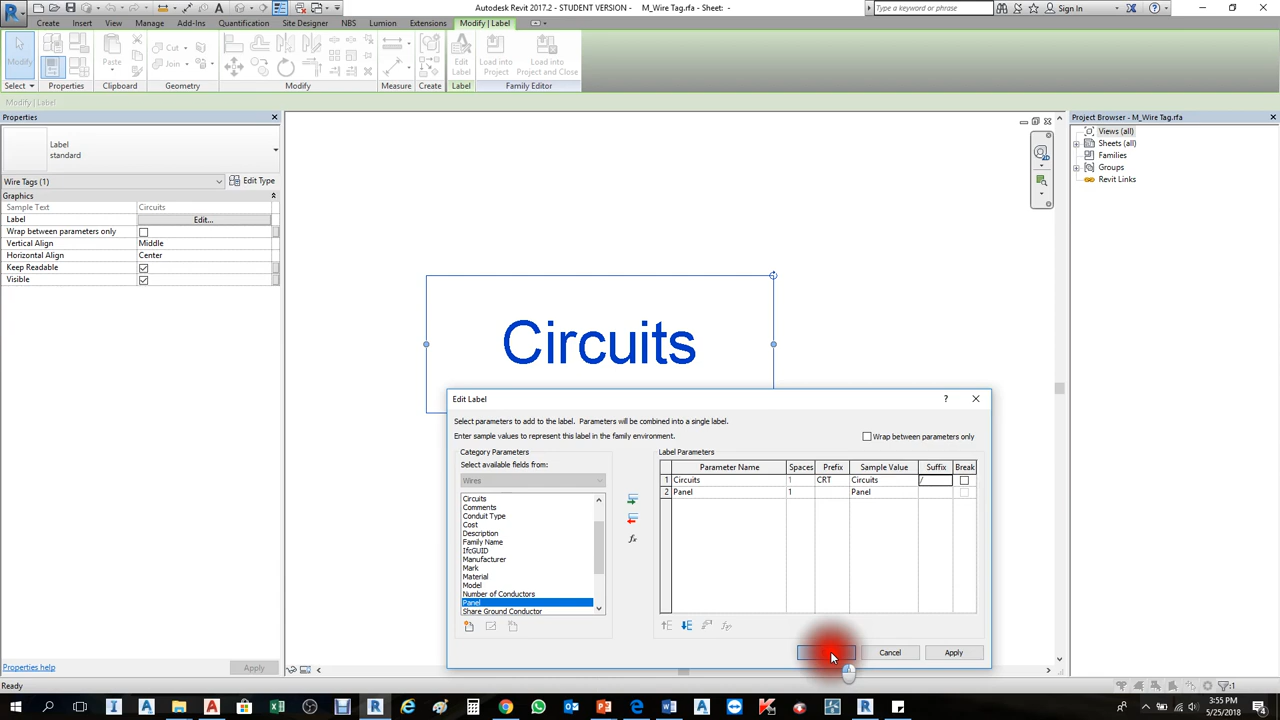 Autodesk Revit 2017.2 - STUDENT VERSION - M_Wire Tag.rfa - Sheet: -
Type a keyword or phrase
Sign In
Create Insert View Manage Add-Ins Quantification Site Designer NBS Lumion Extensions Modify | Label
Modify
Paste
Cut
Join
Edit Label
Load into Project
Load into Project and Close
Select Properties Clipboard Geometry Modify Measure Create Label Family Editor
Modify | Label
Properties
Project Browser - M_Wire Tag.rfa
Label
standard
Wire Tags (1)
Edit Type
Graphics
Sample Text Circuits
Label Edit...
Wrap between parameters only
Vertical Align Middle
Horizontal Align Center
Keep Readable
Visible
Views (all)
Sheets (all)
Families
Groups
Revit Links
Circuits
Edit Label
Select parameters to add to the label. Parameters will be combined into a single label.
Enter sample values to represent this label in the family environment.
Wrap between parameters only
Category Parameters
Select available fields from:
Wires
Circuits
Comments
Conduit Type
Cost
Description
Family Name
IfcGUID
Manufacturer
Mark
Material
Model
Number of Conductors
Panel
Share Ground Conductor
Label Parameters
Parameter Name Spaces Prefix Sample Value Suffix Break
1 Circuits 1 CRT Circuits /
2 Panel 1 Panel
Cancel
Apply
Properties help
Apply
Ready
:1
3:55 PM
5/25/2018